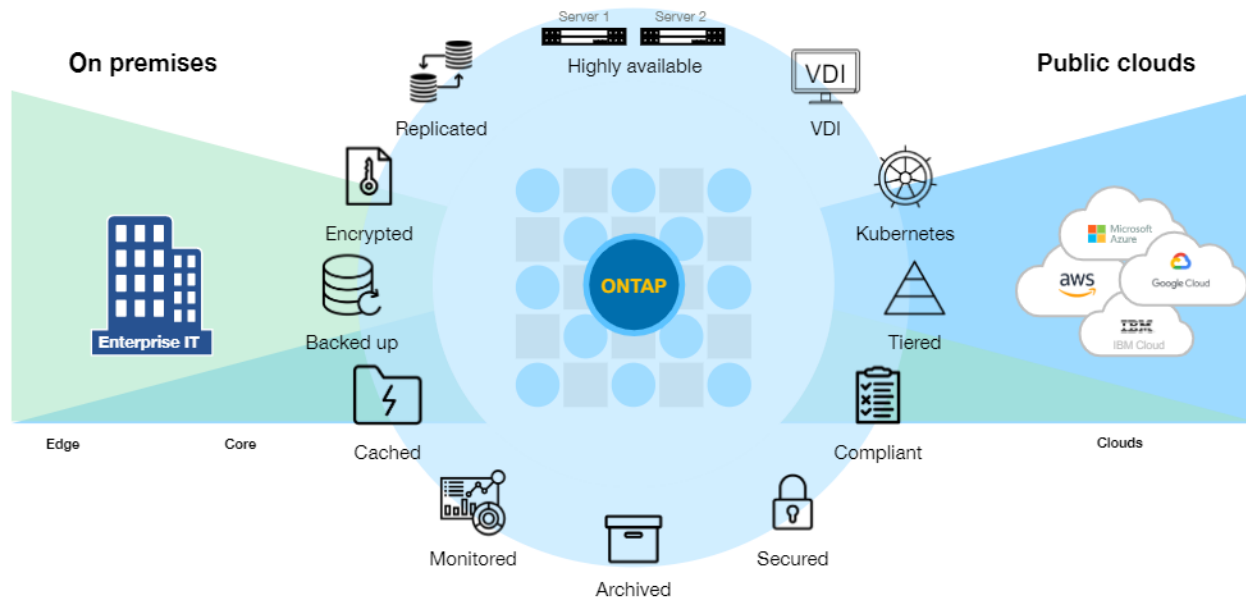 Server 1
Server 2
Highly available
On premises
Public clouds
VDI
VDI
Replicated
Encrypted
Kubernetes
Microsoft
Azure
aws
Google Cloud
IBM
IBM Cloud
ONTAP
Enterprise IT
Backed up
Tiered
Edge
Core
Cached
Compliant
Clouds
Monitored
Archived
Secured